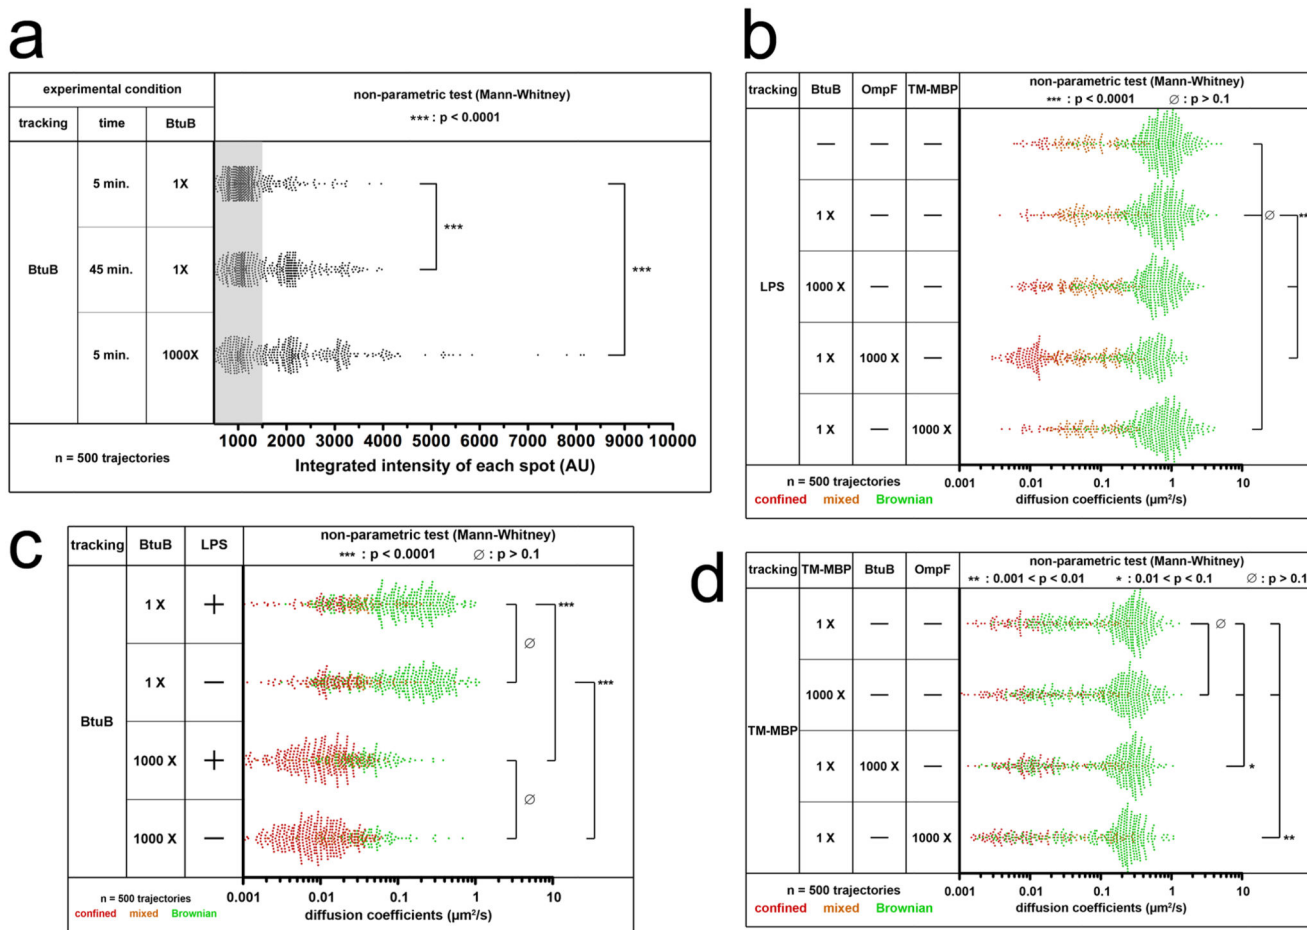 a
experimental condition
tracking time BtuB
non-parametric test (Mann-Whitney)
*** : p < 0.0001
BtuB
5 min. 1X
45 min. 1X
5 min. 1000X
***
***
n = 500 trajectories
1000 2000 3000 4000 5000 6000 7000 8000 9000 10000
Integrated intensity of each spot (AU)
b
tracking BtuB OmpF TM-MBP
non-parametric test (Mann-Whitney)
*** : p < 0.0001 ∅ : p > 0.1
LPS
— — —
1 X — —
1000 X — —
1 X 1000 X —
1 X — 1000 X
∅
**
n = 500 trajectories
confined mixed Brownian
0.001 0.01 0.1 1 10
diffusion coefficients (µm²/s)
c
tracking BtuB LPS
non-parametric test (Mann-Whitney)
*** : p < 0.0001 ∅ : p > 0.1
BtuB
1 X +
1 X —
1000 X +
1000 X —
∅
***
***
∅
n = 500 trajectories
confined mixed Brownian
0.001 0.01 0.1 1 10
diffusion coefficients (µm²/s)
d
tracking TM-MBP BtuB OmpF
non-parametric test (Mann-Whitney)
** : 0.001 < p < 0.01 * : 0.01 < p < 0.1 ∅ : p > 0.1
TM-MBP
1 X — —
1000 X — —
1 X 1000 X —
1 X — 1000 X
∅
*
**
n = 500 trajectories
confined mixed Brownian
0.001 0.01 0.1 1 10
diffusion coefficients (µm²/s)